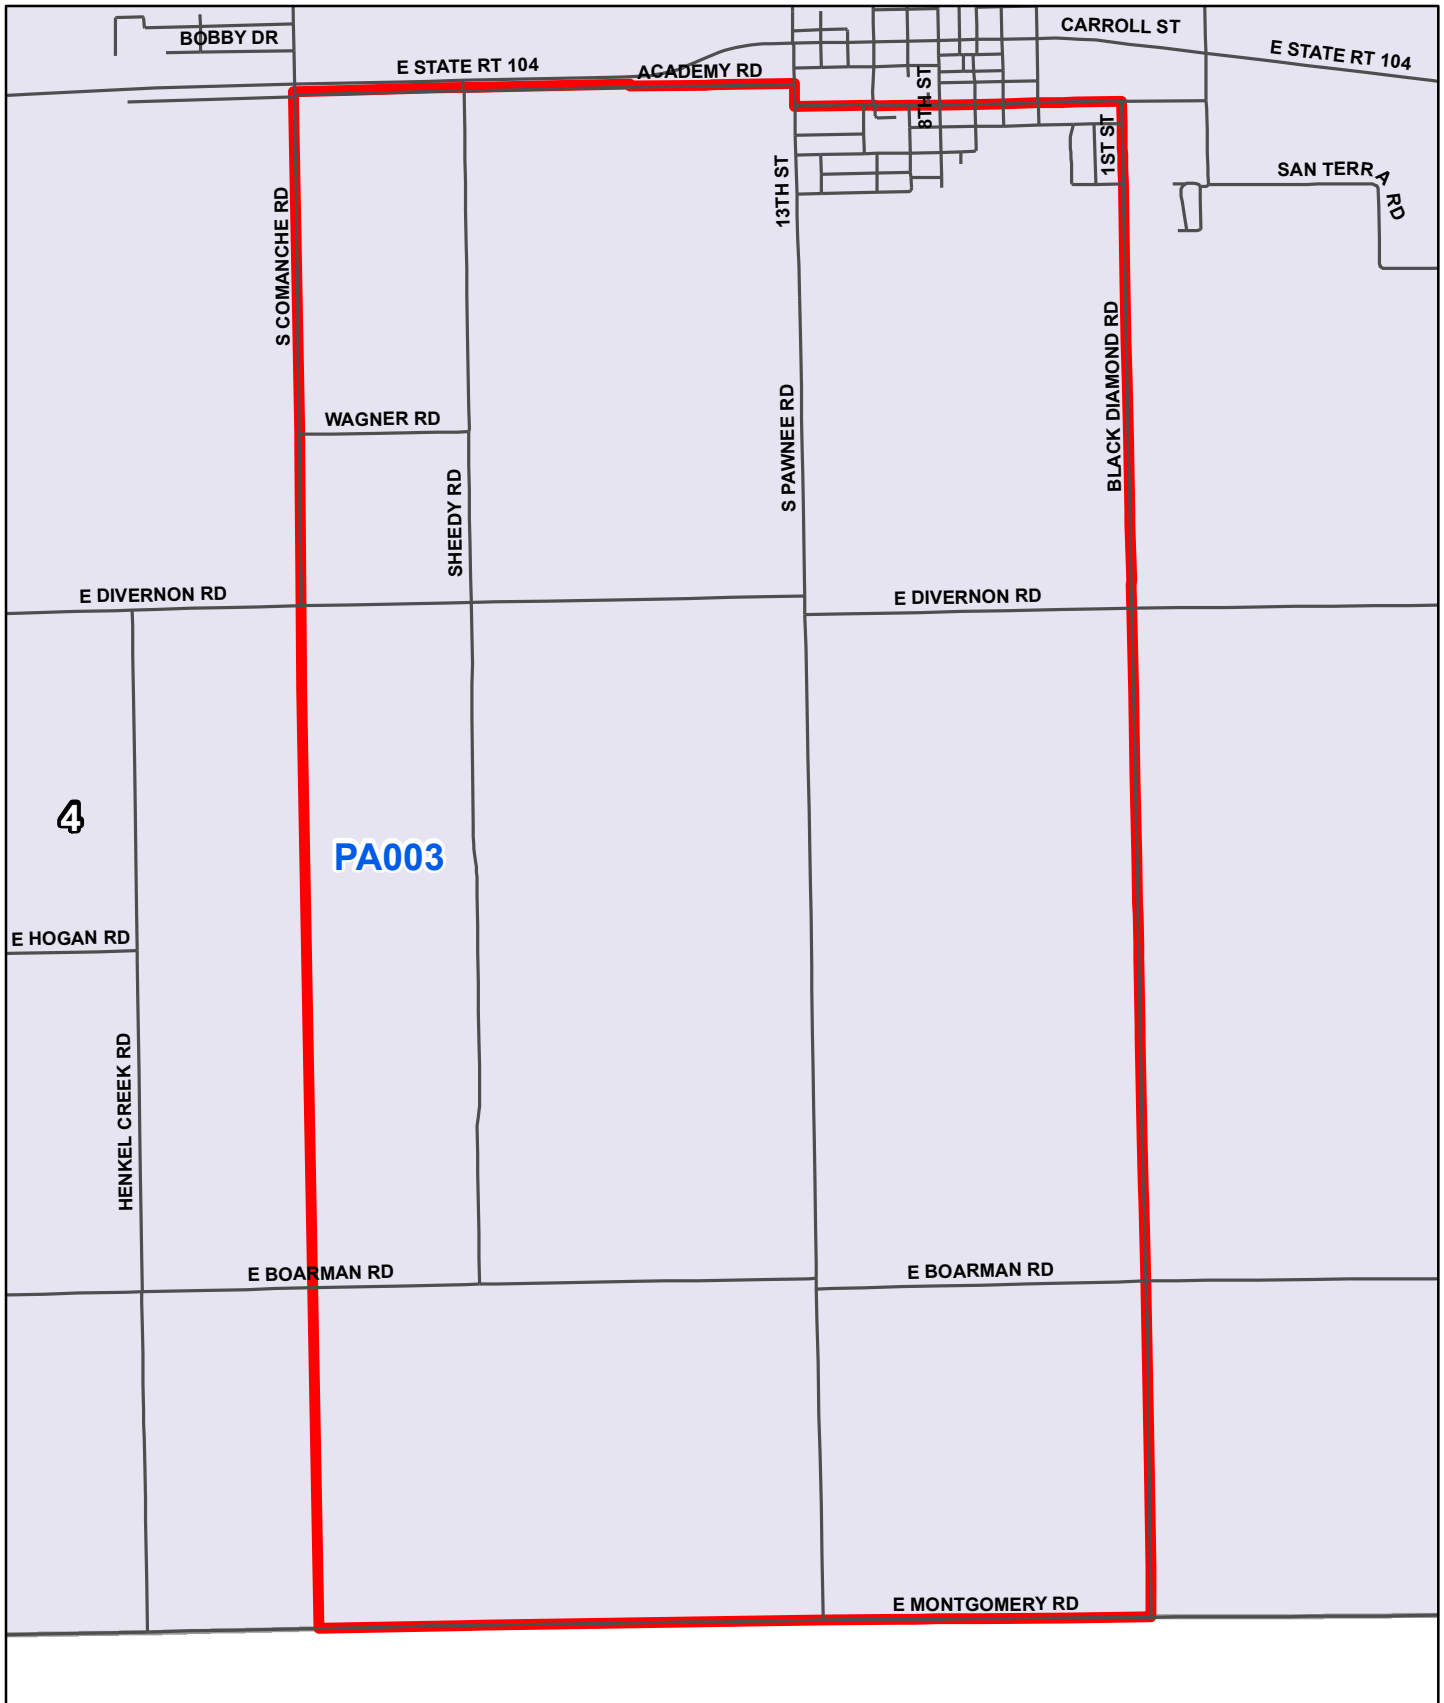 CARROLL ST
BOBBY DR
E STATE RT 104
E STATE RT 104
ACADEMY RD
8TH ST
1ST ST
SAN TERRA RD
13TH ST
S COMANCHE RD
BLACK DIAMOND RD
S PAWNEE RD
WAGNER RD
SHEEDY RD
E DIVERNON RD
E DIVERNON RD
4
PA003
E HOGAN RD
HENKEL CREEK RD
E BOARMAN RD
E BOARMAN RD
E MONTGOMERY RD